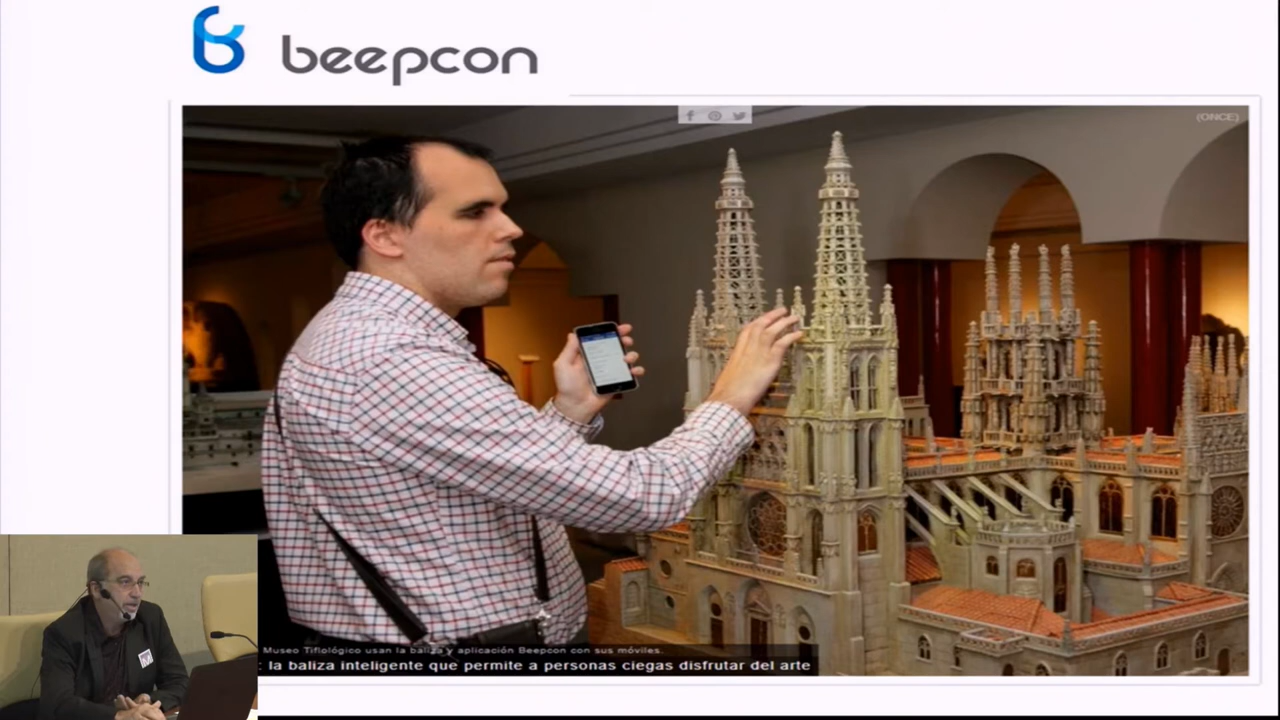 beepcon
(ONCE)
Museo Tiflológico usan la baliza y aplicación Beepcon con sus móviles.
: la baliza inteligente que permite a personas ciegas disfrutar del arte